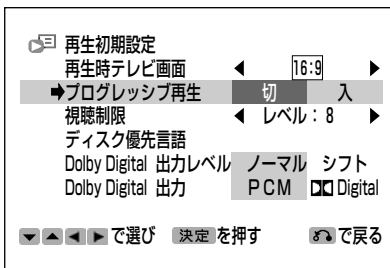 再生初期設定
再生時テレビ画面 ◀ 16:9 ▶
➡プログレッシブ再生 切 入
視聴制限 ◀ レベル：8 ▶
ディスク優先言語
Dolby Digital 出力レベル ノーマル シフト
Dolby Digital 出力 PCM Digital
▼▲◀▶で選び 決定を押す で戻る